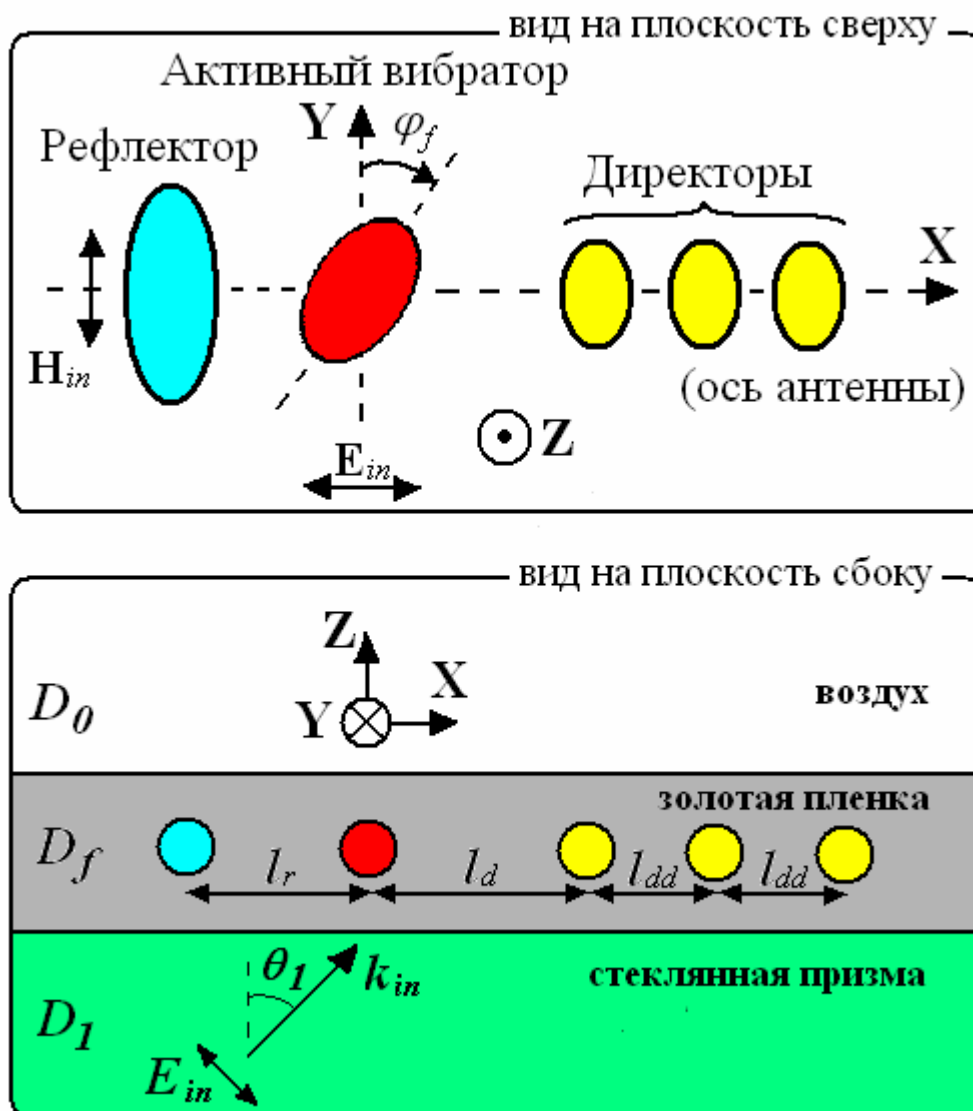 вид на плоскость сверху
Активный вибратор
Y φf
Рефлектор
Директоры
X
Hin
(ось антенны)
Z
Ein
вид на плоскость сбоку
Z
X
D0 Y воздух
золотая пленка
Df lr ld ldd ldd
θ1 kin стеклянная призма
D1
Ein